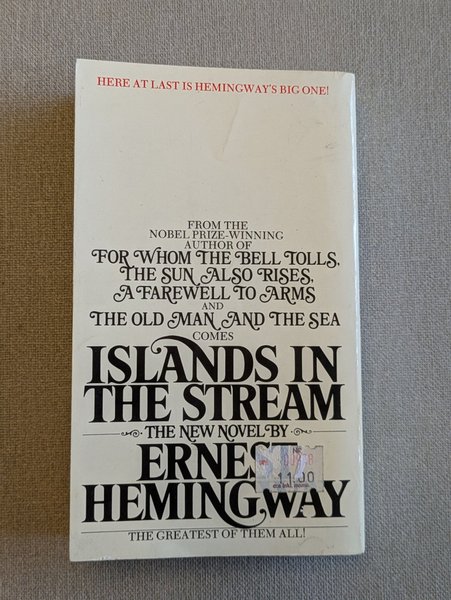 HERE AT LAST IS HEMINGWAY'S BIG ONE!
FROM THE
NOBEL PRIZE-WINNING
AUTHOR OF
FOR WHOM THE BELL TOLLS,
THE SUN ALSO RISES,
A FAREWELL TO ARMS
AND
THE OLD MAN AND THE SEA
COMES
ISLANDS IN
THE STREAM
THE NEW NOVEL BY
ERNEST
HEMINGWAY
11.00
THE GREATEST OF THEM ALL!